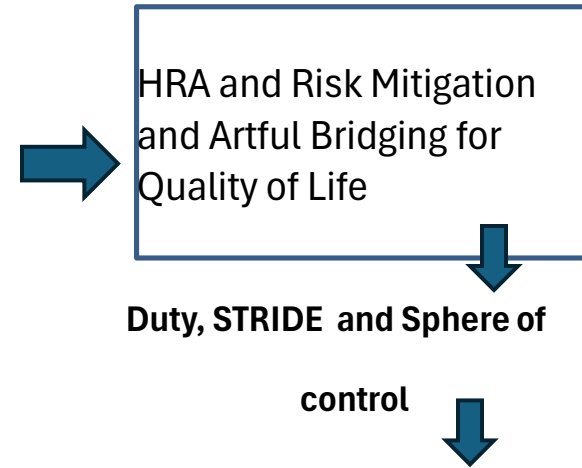 HRA and Risk Mitigation
and Artful Bridging for
Quality of Life
Duty, STRIDE and Sphere of
control